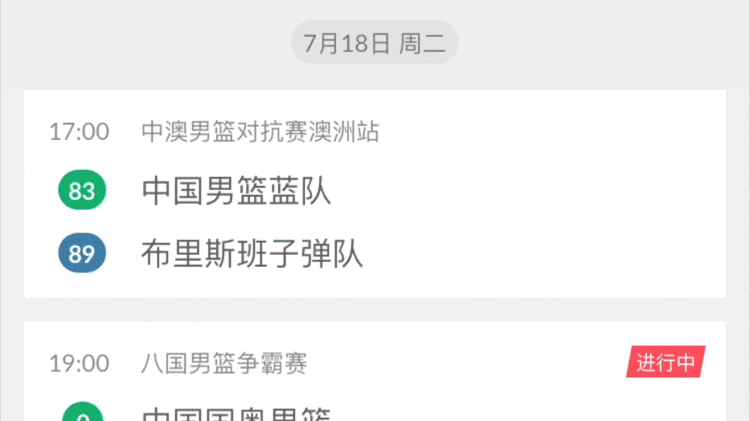 7月18日 周二
17:00 中澳男篮对抗赛澳洲站
83 中国男篮蓝队
89 布里斯班子弹队
19:00 八国男篮争霸赛 进行中
中国国奥男篮